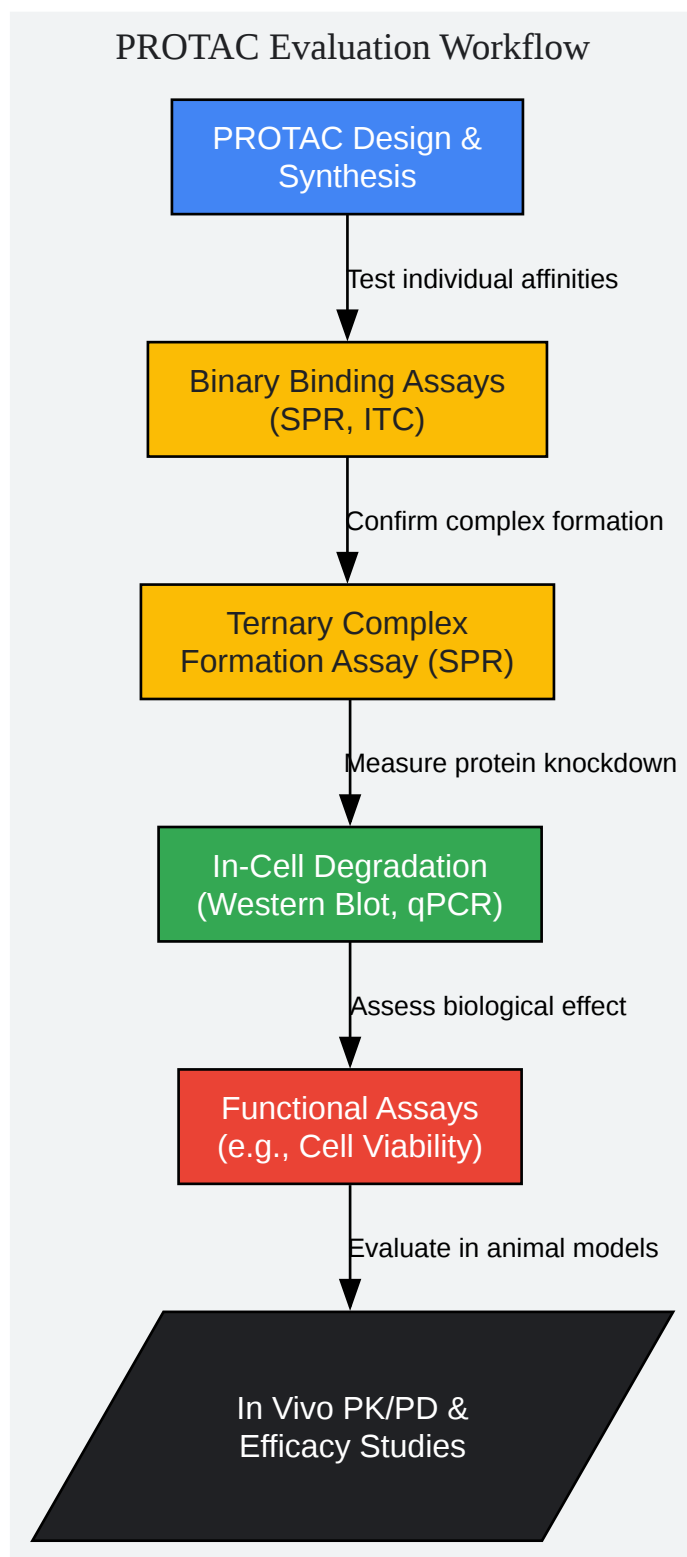 PROTAC Evaluation Workflow
PROTAC Design &
Synthesis
Test individual affinities
Binary Binding Assays
(SPR, ITC)
Confirm complex formation
Ternary Complex
Formation Assay (SPR)
Measure protein knockdown
In-Cell Degradation
(Western Blot, qPCR)
Assess biological effect
Functional Assays
(e.g., Cell Viability)
Evaluate in animal models
In Vivo PK/PD &
Efficacy Studies